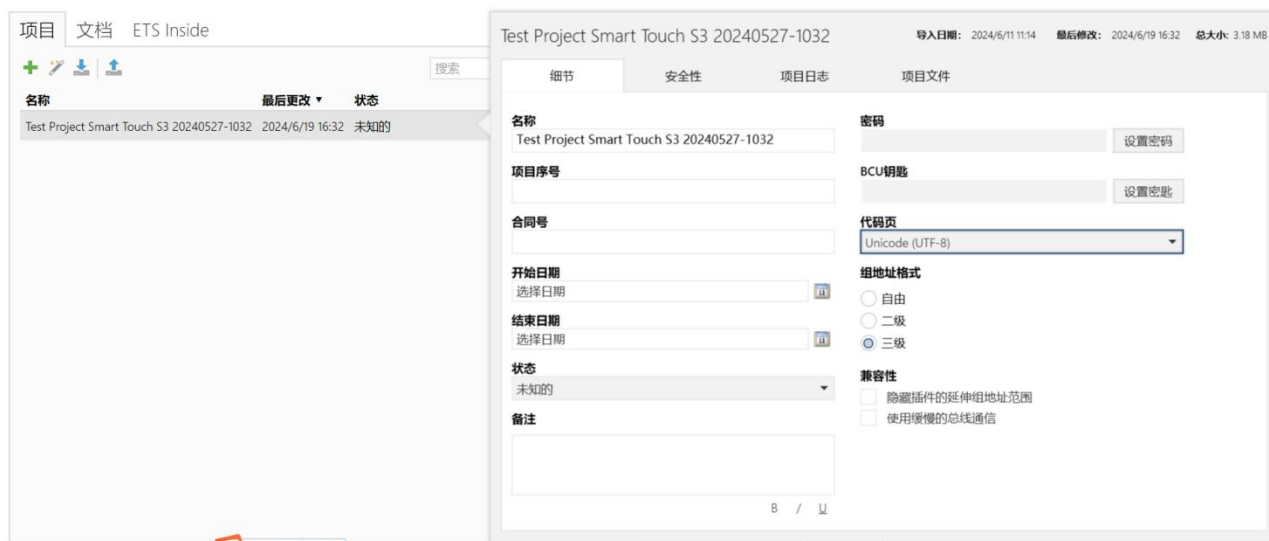 项目 文档 ETS Inside
搜索
名称 最后更改 状态
Test Project Smart Touch S3 20240527-1032 2024/6/19 16:32 未知的
Test Project Smart Touch S3 20240527-1032 导入日期: 2024/6/11 11:14 最后修改: 2024/6/19 16:32 总大小: 3.18 MB
细节 安全性 项目日志 项目文件
名称
Test Project Smart Touch S3 20240527-1032
项目序号
合同号
开始日期
选择日期
结束日期
选择日期
状态
未知的
备注
B I U
密码
设置密码
BCU钥匙
设置密匙
代码页
Unicode (UTF-8)
组地址格式
自由
二级
三级
兼容性
隐藏插件的延伸组地址范围
使用缓慢的总线通信